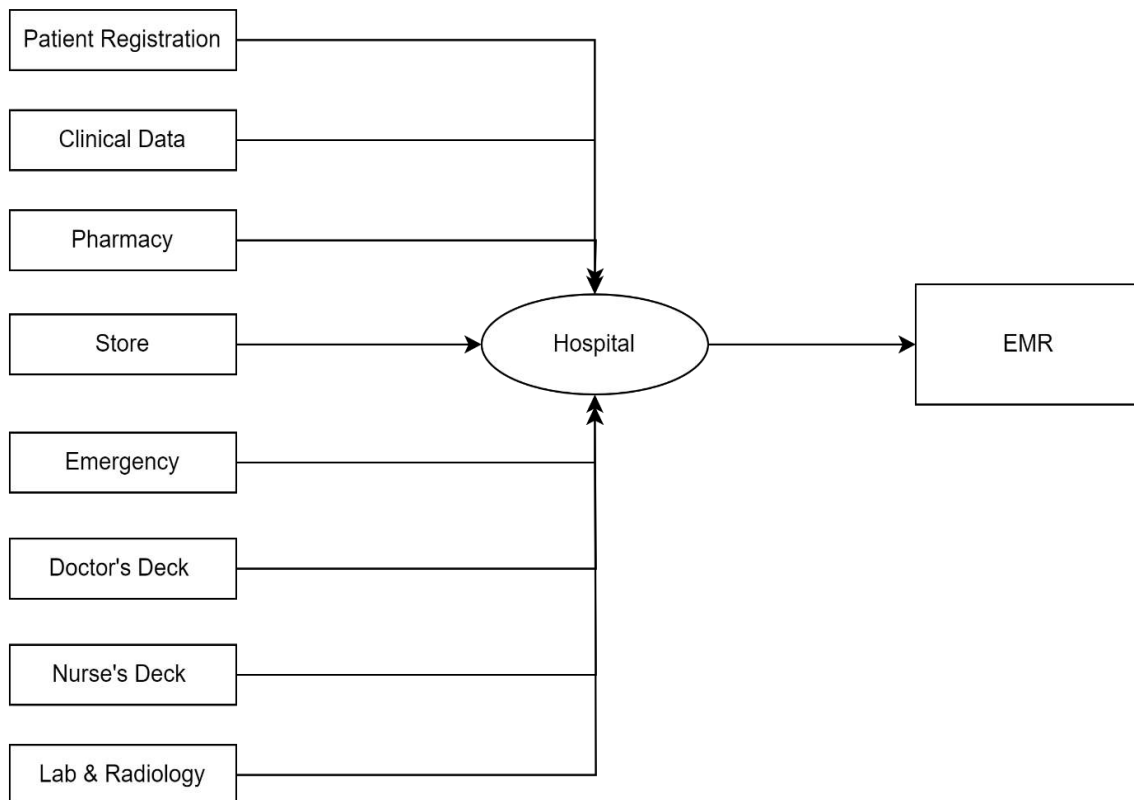 Patient Registration
Clinical Data
Pharmacy
Store
Hospital
EMR
Emergency
Doctor's Deck
Nurse's Deck
Lab & Radiology